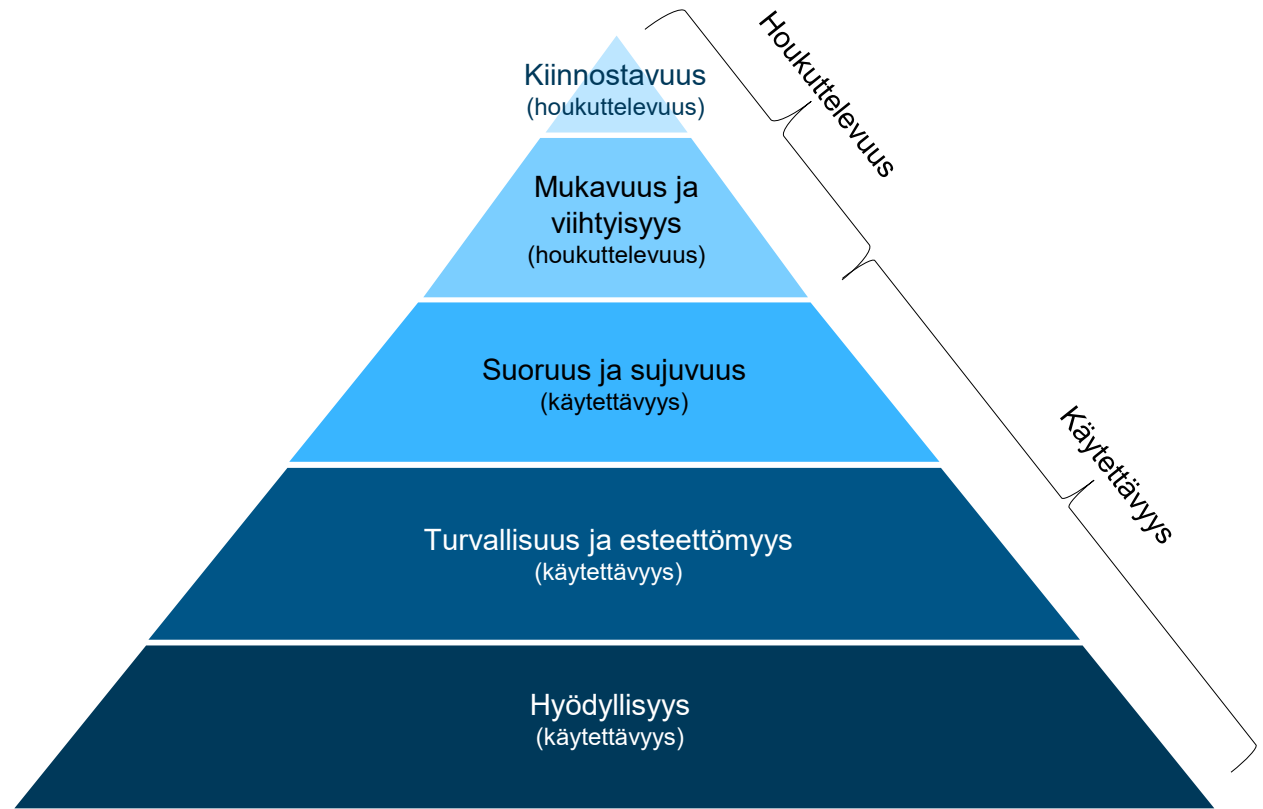 Kiinnostavuus
(houkuttelevuus)
Houkuttelevuus
Mukavuus ja
viihtyisyys
(houkuttelevuus)
Suoruus ja sujuvuus
(käytettävyys)
Käytettävyys
Turvallisuus ja esteettömyys
(käytettävyys)
Hyödyllisyys
(käytettävyys)